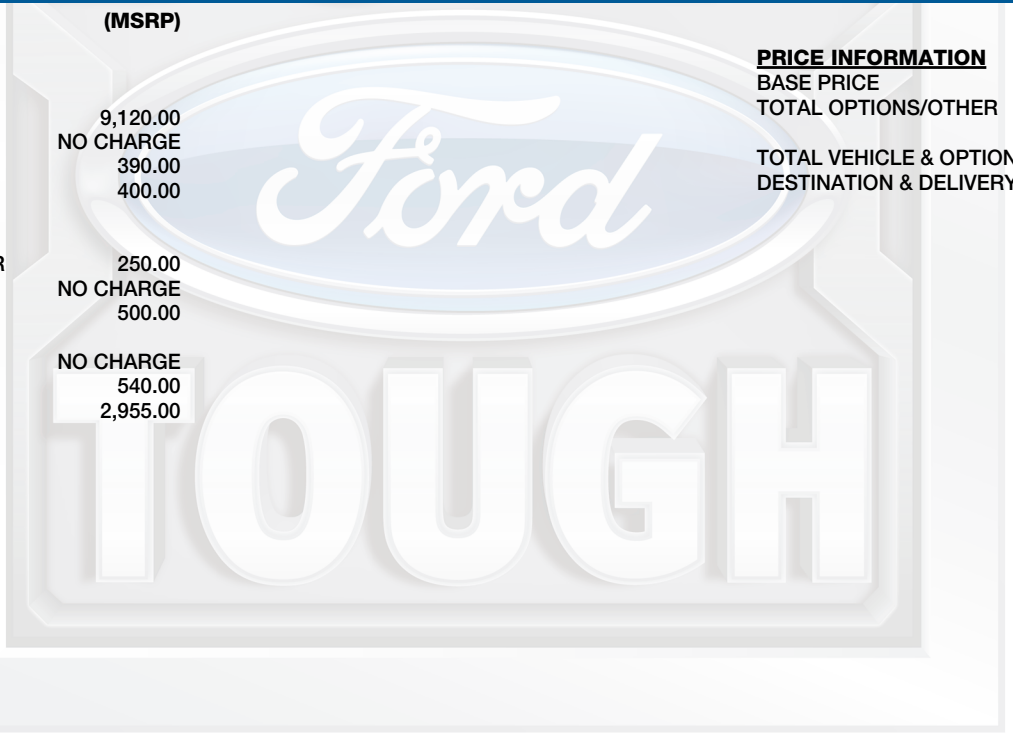 (MSRP)
9,120.00
NO CHARGE
390.00
400.00
R 250.00
NO CHARGE
500.00
NO CHARGE
540.00
2,955.00
PRICE INFORMATION
BASE PRICE
TOTAL OPTIONS/OTHER
TOTAL VEHICLE & OPTION
DESTINATION & DELIVERY
Ford
TOUGH